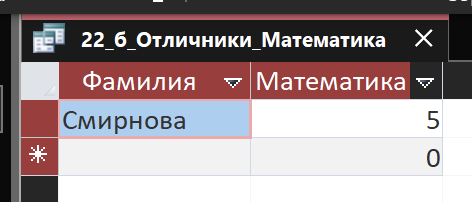 22_б_Отличники_Математика
Фамилия Математика
Смирнова 5
0